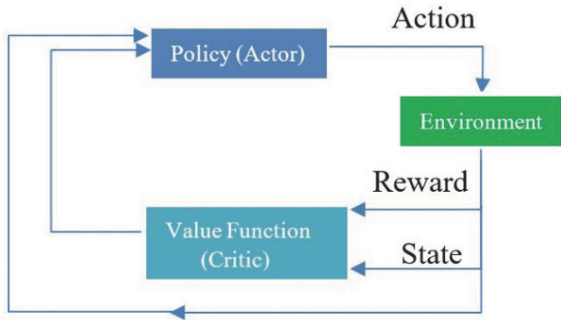 Action
Policy (Actor)
Environment
Reward
Value Function
(Critic)
State